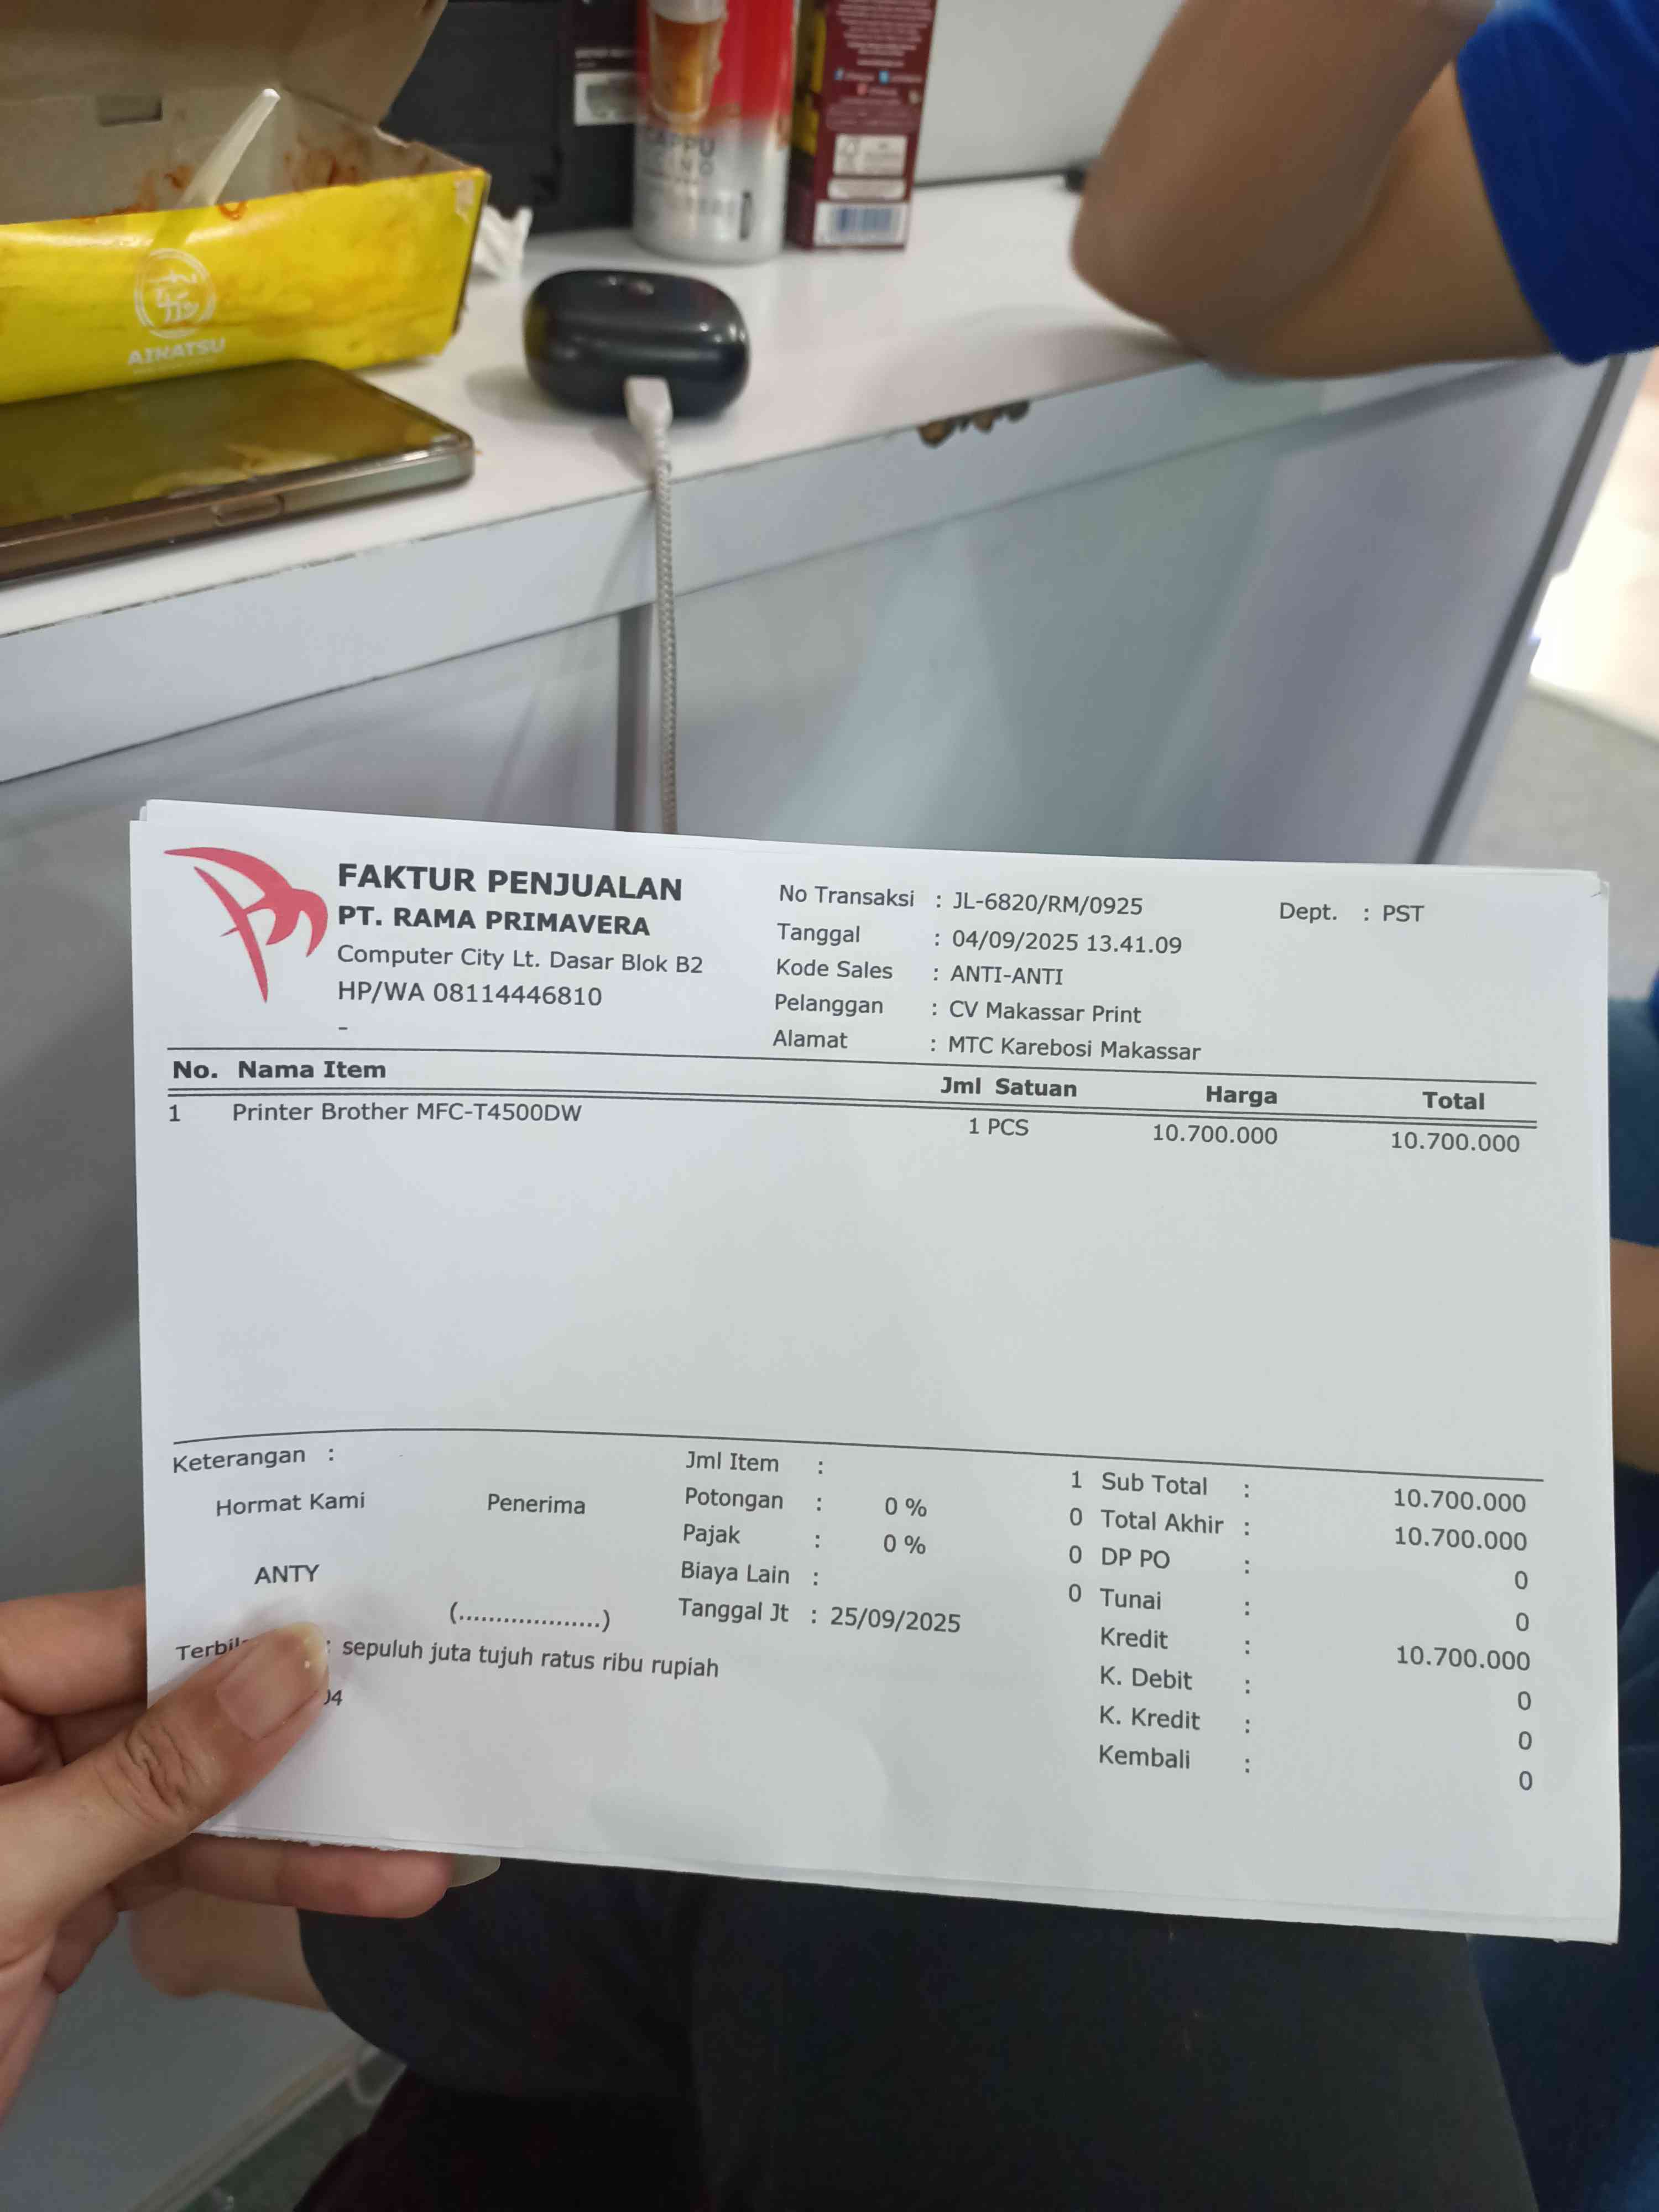 AIKATSU
FAKTUR PENJUALAN
PT. RAMA PRIMAVERA
Computer City Lt. Dasar Blok B2
HP/WA 08114446810
-
No Transaksi : JL-6820/RM/0925
Dept. : PST
Tanggal : 04/09/2025 13.41.09
Kode Sales : ANTI-ANTI
Pelanggan : CV Makassar Print
Alamat : MTC Karebosi Makassar
No. Nama Item Jml Satuan Harga Total
1 Printer Brother MFC-T4500DW 1 PCS 10.700.000 10.700.000
Keterangan :
Hormat Kami Penerima
ANTY
(...................)
Jml Item : 1
Potongan : 0 % 0
Pajak : 0 % 0
Biaya Lain : 0
Tanggal Jt : 25/09/2025
Sub Total : 10.700.000
Total Akhir : 10.700.000
DP PO : 0
Tunai : 0
Kredit : 10.700.000
K. Debit : 0
K. Kredit : 0
Kembali : 0
: sepuluh juta tujuh ratus ribu rupiah